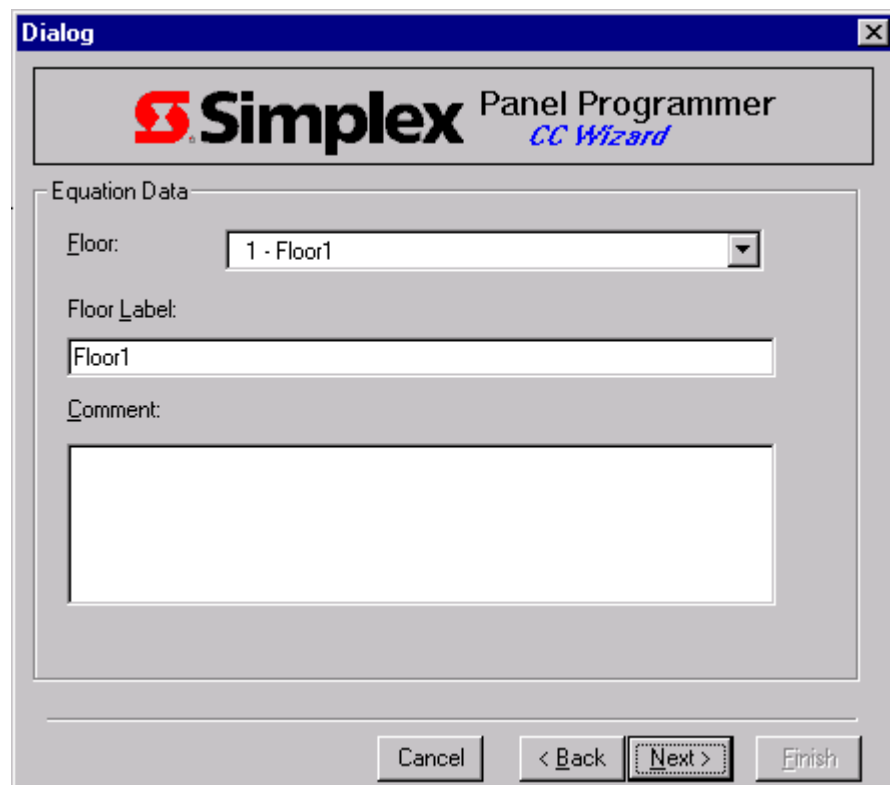 Dialog
Simplex Panel Programmer
CC Wizard
Equation Data
Floor: 1 - Floor1
Floor Label:
Floor1
Comment:
Cancel < Back Next > Finish